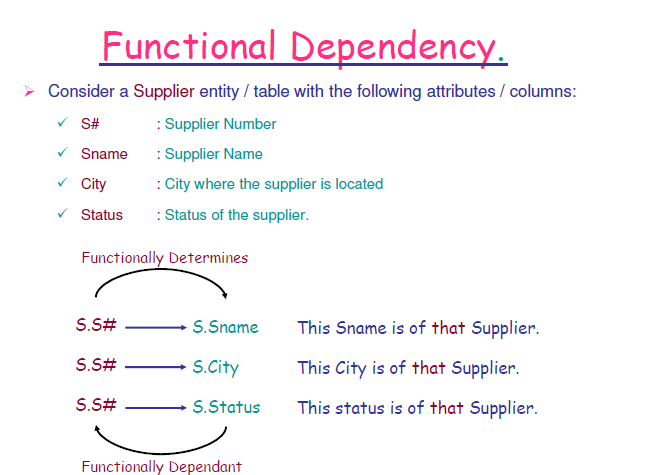 Functional Dependency.
Consider a Supplier entity / table with the following attributes / columns:
S# : Supplier Number
Sname : Supplier Name
City : City where the supplier is located
Status : Status of the supplier.
Functionally Determines
S.S# S.Sname This Sname is of that Supplier.
S.S# S.City This City is of that Supplier.
S.S# S.Status This status is of that Supplier.
Functionally Dependant